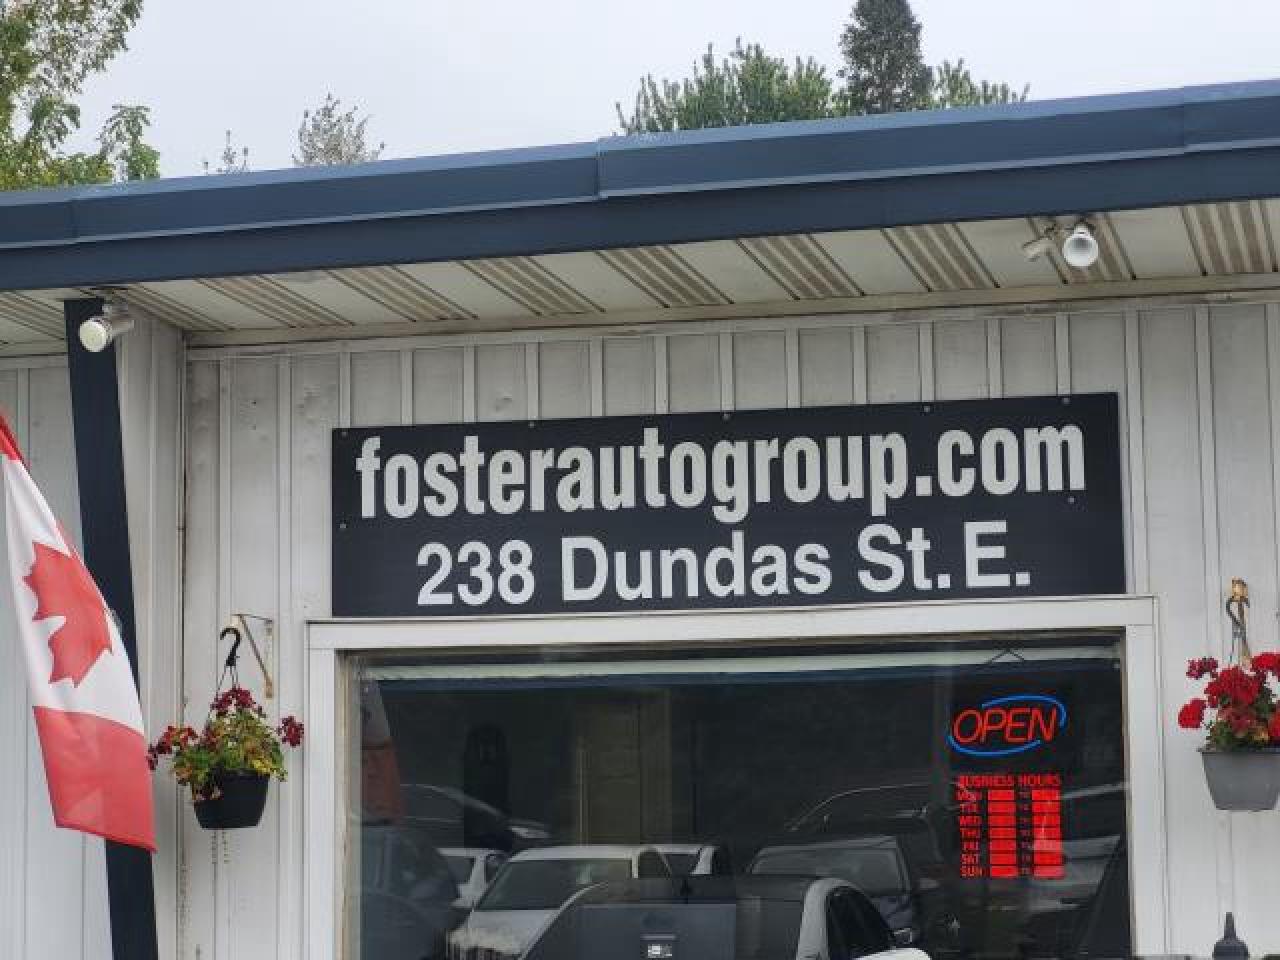 fosterautogroup.com
238 Dundas St. E.
OPEN
BUSINESS HOURS
MON
TUE
WED
THU
FRI
SAT
SUN